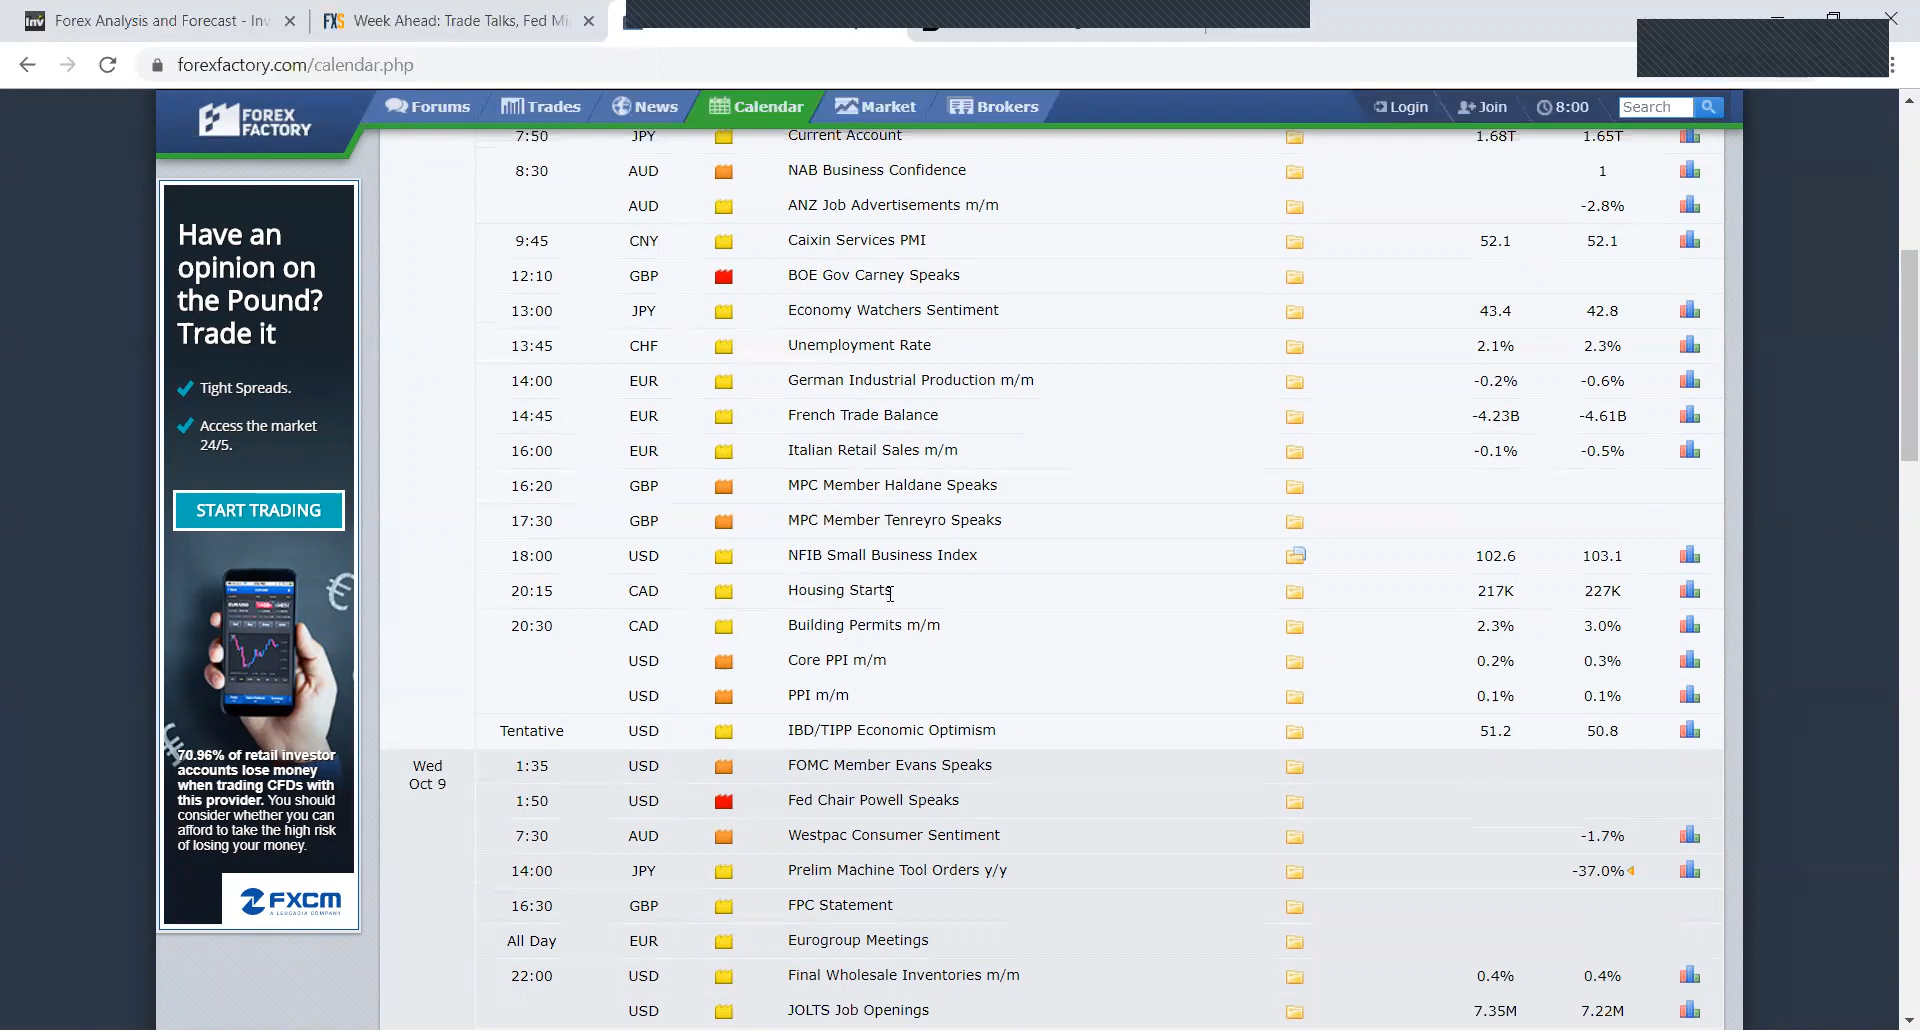 Inv Forex Analysis and Forecast - Inv
FXS Week Ahead: Trade Talks, Fed Mi
forexfactory.com/calendar.php
FOREX FACTORY
Forums
Trades
News
Calendar
Market
Brokers
Login
Join
8:00
Search
7:50 JPY Current Account 1.68T 1.65T
8:30 AUD NAB Business Confidence 1
AUD ANZ Job Advertisements m/m -2.8%
9:45 CNY Caixin Services PMI 52.1 52.1
12:10 GBP BOE Gov Carney Speaks
13:00 JPY Economy Watchers Sentiment 43.4 42.8
13:45 CHF Unemployment Rate 2.1% 2.3%
14:00 EUR German Industrial Production m/m -0.2% -0.6%
14:45 EUR French Trade Balance -4.23B -4.61B
16:00 EUR Italian Retail Sales m/m -0.1% -0.5%
16:20 GBP MPC Member Haldane Speaks
17:30 GBP MPC Member Tenreyro Speaks
18:00 USD NFIB Small Business Index 102.6 103.1
20:15 CAD Housing Starts 217K 227K
20:30 CAD Building Permits m/m 2.3% 3.0%
USD Core PPI m/m 0.2% 0.3%
USD PPI m/m 0.1% 0.1%
Tentative USD IBD/TIPP Economic Optimism 51.2 50.8
Wed Oct 9
1:35 USD FOMC Member Evans Speaks
1:50 USD Fed Chair Powell Speaks
7:30 AUD Westpac Consumer Sentiment -1.7%
14:00 JPY Prelim Machine Tool Orders y/y -37.0%
16:30 GBP FPC Statement
All Day EUR Eurogroup Meetings
22:00 USD Final Wholesale Inventories m/m 0.4% 0.4%
USD JOLTS Job Openings 7.35M 7.22M
Have an
opinion on
the Pound?
Trade it
Tight Spreads.
Access the market
24/5.
START TRADING
70.96% of retail investor
accounts lose money
when trading CFDs with
this provider. You should
consider whether you can
afford to take the high risk
of losing your money.
FXCM
A LEUCADIA COMPANY